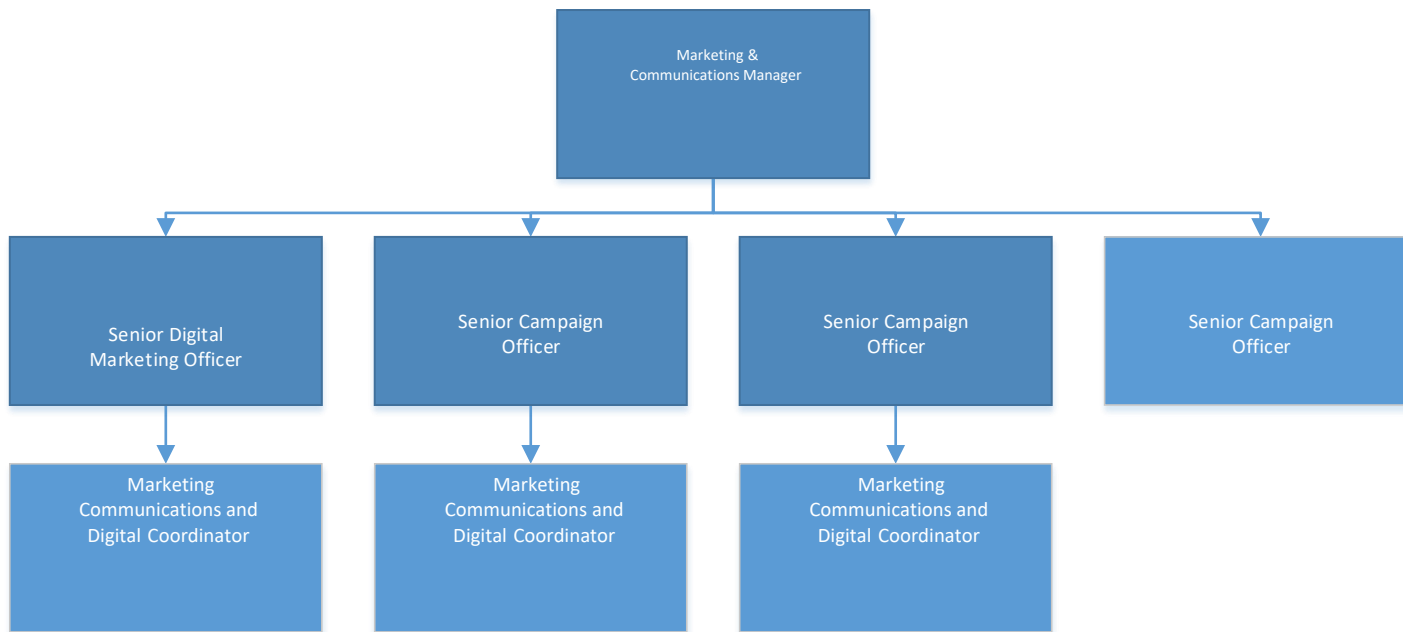 Marketing &
Communications Manager
Senior Digital
Marketing Officer
Senior Campaign
Officer
Senior Campaign
Officer
Senior Campaign
Officer
Marketing
Communications and
Digital Coordinator
Marketing
Communications and
Digital Coordinator
Marketing
Communications and
Digital Coordinator